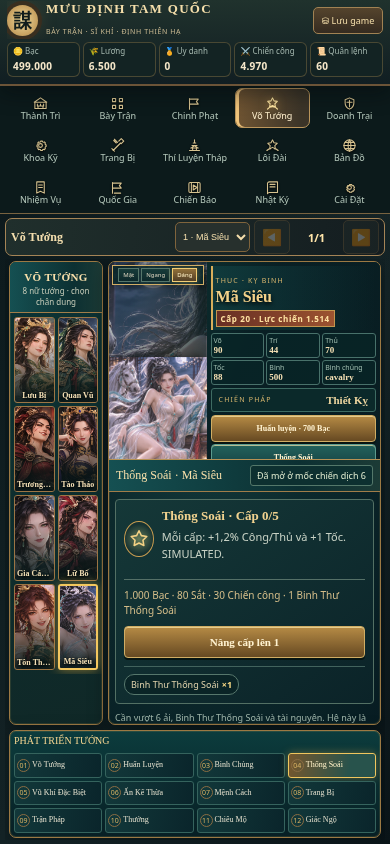 謀
MƯU ĐỊNH TAM QUỐC
BÀY TRẬN · SĨ KHÍ · ĐỊNH THIÊN HẠ
Lưu game
Bạc
499.000
Lương
6.500
Uy danh
0
Chiến công
4.970
Quân lệnh
60
Thành Trì
Bày Trận
Chinh Phạt
Võ Tướng
Doanh Trại
Khoa Kỹ
Trang Bị
Thí Luyện Tháp
Lôi Đài
Bản Đồ
Nhiệm Vụ
Quốc Gia
Chiến Báo
Nhật Ký
Cài Đặt
Võ Tướng
1 · Mã Siêu
1/1
VÕ TƯỚNG
8 nữ tướng · chọn
chân dung
Lưu Bị
Quan Vũ
Trương...
Tào Tháo
Gia Cá...
Lữ Bố
Tôn Th...
Mã Siêu
Mặt
Ngang
Dáng
THỤC · KỴ BINH
Mã Siêu
Cấp 20 · Lực chiến 1.514
Võ
90
Trí
44
Thủ
70
Tốc
88
Binh
500
Binh chủng
cavalry
CHIẾN PHÁP
Thiết Kỵ
Huấn luyện · 700 Bạc
Thống Soái
Thống Soái · Mã Siêu
Đã mở ở mốc chiến dịch 6
Thống Soái · Cấp 0/5
Mỗi cấp: +1,2% Công/Thủ và +1 Tốc.
SIMULATED.
1.000 Bạc · 80 Sắt · 30 Chiến công · 1 Binh Thư
Thống Soái
Nâng cấp lên 1
Binh Thư Thống Soái ×1
Cần vượt 6 ải, Binh Thư Thống Soái và tài nguyên. Hệ này là
PHÁT TRIỂN TƯỚNG
01 Võ Tướng
02 Huấn Luyện
03 Binh Chủng
04 Thống Soái
05 Vũ Khí Đặc Biệt
06 Ấn Kế Thừa
07 Mệnh Cách
08 Trang Bị
09 Trận Pháp
10 Thưởng
11 Chiêu Mộ
12 Giác Ngộ